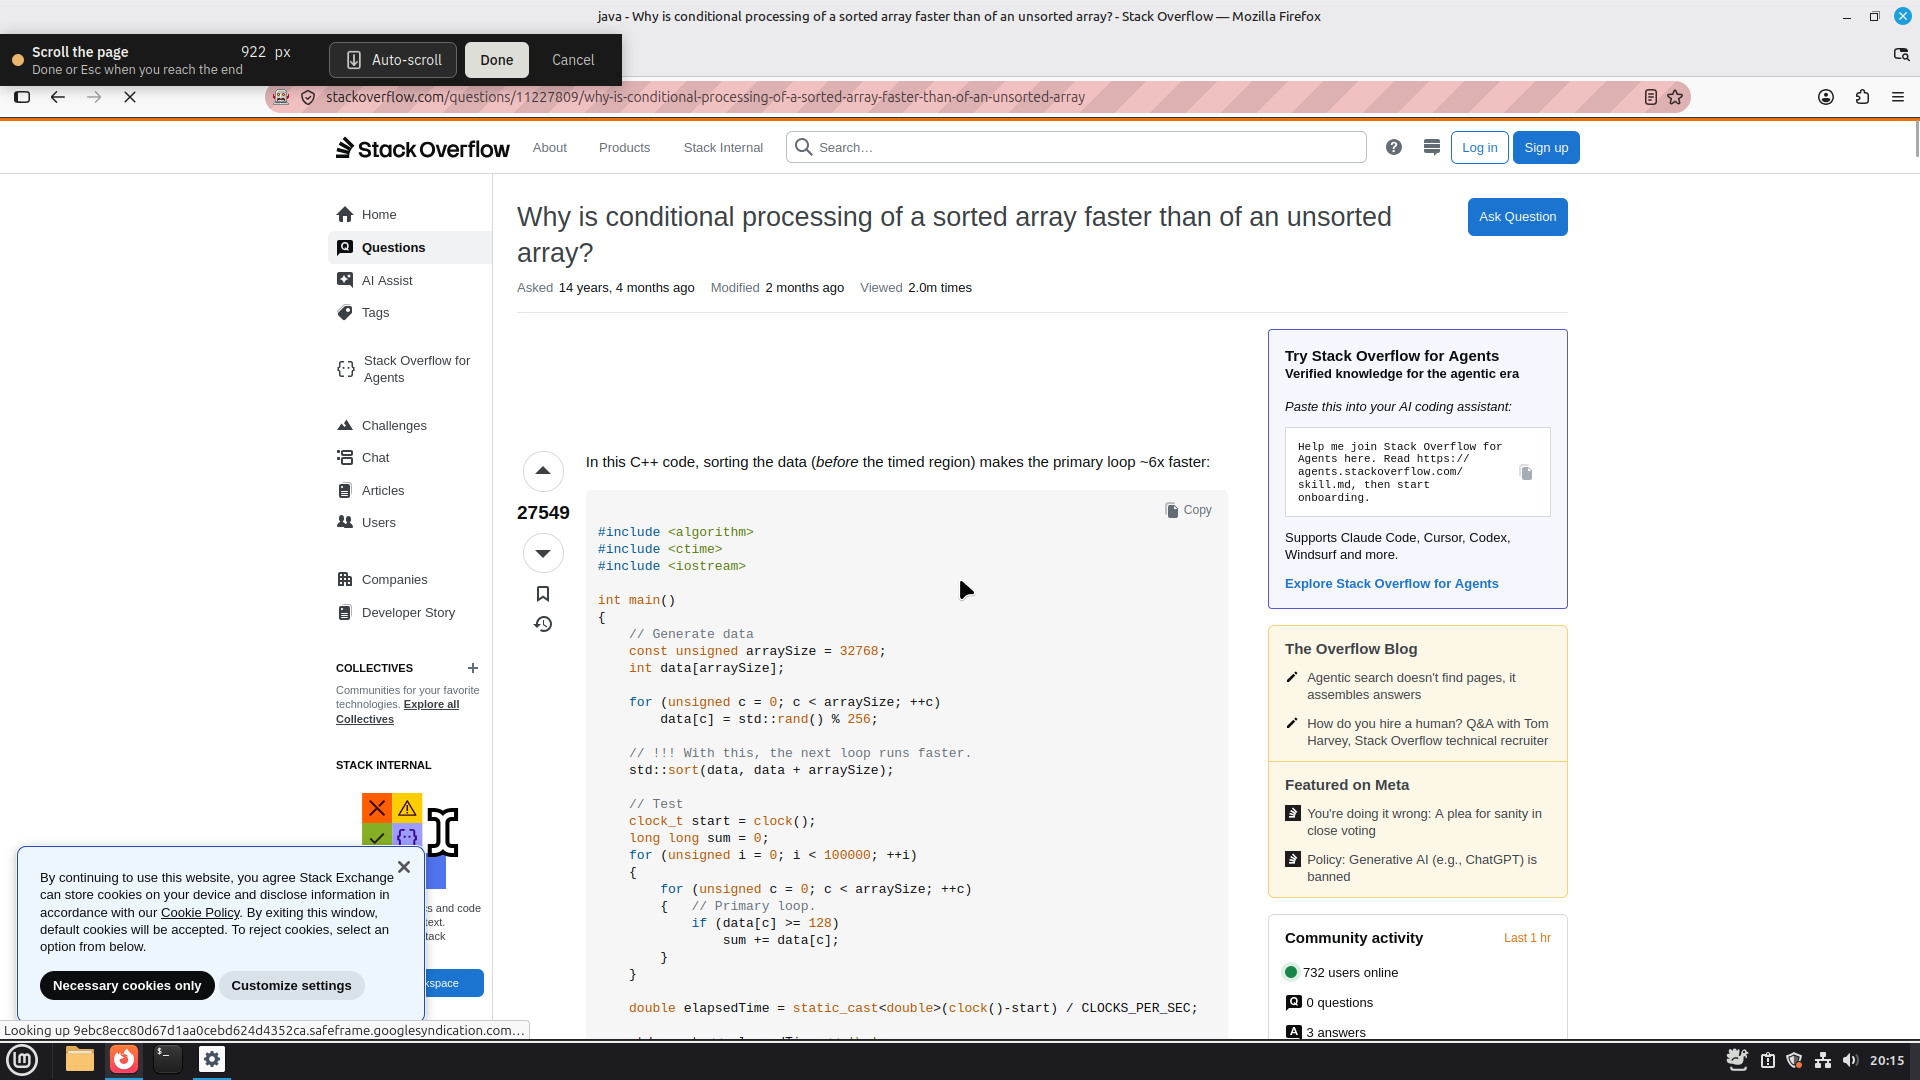 java - Why is conditional processing of a sorted array faster than of an unsorted array? - Stack Overflow — Mozilla Firefox
Scroll the page
922 px
Done or Esc when you reach the end
Auto-scroll
Done
Cancel
stackoverflow.com/questions/11227809/why-is-conditional-processing-of-a-sorted-array-faster-than-of-an-unsorted-array
Stack Overflow
About
Products
Stack Internal
Search…
Log in
Sign up
Home
Questions
AI Assist
Tags
Stack Overflow for
Agents
Challenges
Chat
Articles
Users
Companies
Developer Story
COLLECTIVES
Communities for your favorite
technologies. Explore all
Collectives
STACK INTERNAL
Why is conditional processing of a sorted array faster than of an unsorted
array?
Ask Question
Asked 14 years, 4 months ago Modified 2 months ago Viewed 2.0m times
27549
In this C++ code, sorting the data (before the timed region) makes the primary loop ~6x faster:
Copy
#include <algorithm>
#include <ctime>
#include <iostream>
int main()
{
// Generate data
const unsigned arraySize = 32768;
int data[arraySize];
for (unsigned c = 0; c < arraySize; ++c)
data[c] = std::rand() % 256;
// !!! With this, the next loop runs faster.
std::sort(data, data + arraySize);
// Test
clock_t start = clock();
long long sum = 0;
for (unsigned i = 0; i < 100000; ++i)
{
for (unsigned c = 0; c < arraySize; ++c)
{ // Primary loop.
if (data[c] >= 128)
sum += data[c];
}
}
double elapsedTime = static_cast<double>(clock()-start) / CLOCKS_PER_SEC;
Try Stack Overflow for Agents
Verified knowledge for the agentic era
Paste this into your AI coding assistant:
Help me join Stack Overflow for
Agents here. Read https://
agents.stackoverflow.com/
skill.md, then start
onboarding.
Supports Claude Code, Cursor, Codex,
Windsurf and more.
Explore Stack Overflow for Agents
The Overflow Blog
Agentic search doesn't find pages, it
assembles answers
How do you hire a human? Q&A with Tom
Harvey, Stack Overflow technical recruiter
Featured on Meta
You're doing it wrong: A plea for sanity in
close voting
Policy: Generative AI (e.g., ChatGPT) is
banned
Community activity
Last 1 hr
732 users online
0 questions
3 answers
By continuing to use this website, you agree Stack Exchange
can store cookies on your device and disclose information in
accordance with our Cookie Policy. By exiting this window,
default cookies will be accepted. To reject cookies, select an
option from below.
Necessary cookies only
Customize settings
and code
text.
kspace
Looking up 9ebc8ecc80d67d1aa0cebd624d4352ca.safeframe.googlesyndication.com…
20:15